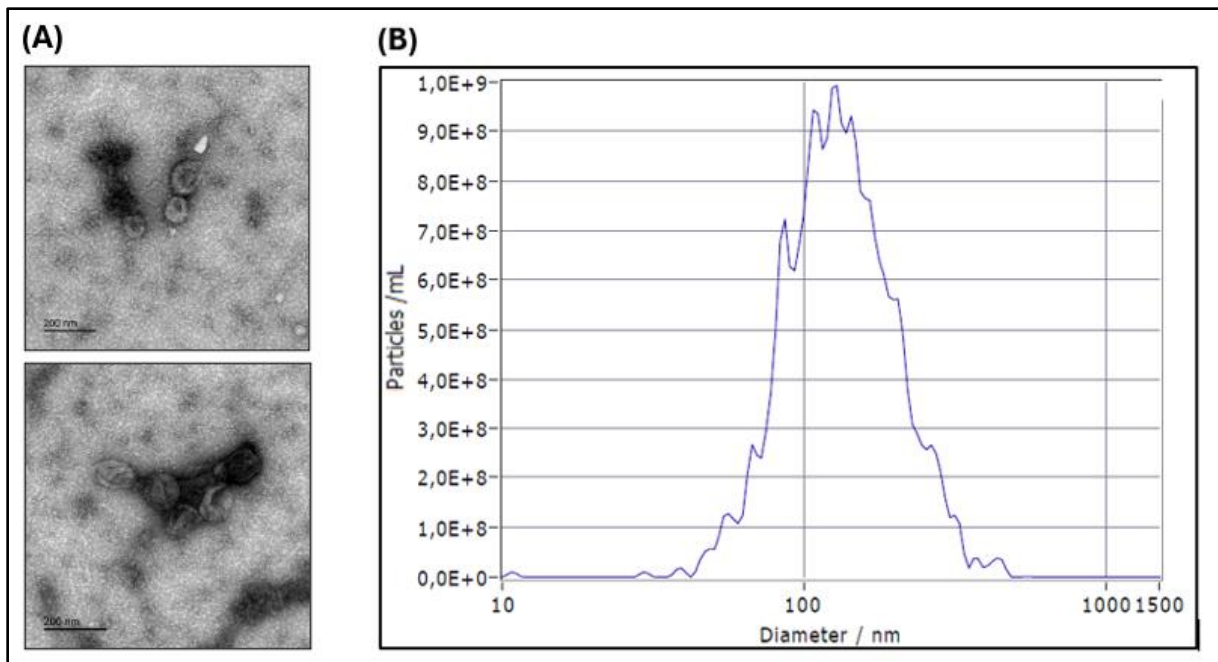 (A)
200 nm
200 nm
(B)
Particles /mL
1,0E+9
9,0E+8
8,0E+8
7,0E+8
6,0E+8
5,0E+8
4,0E+8
3,0E+8
2,0E+8
1,0E+8
0,0E+0
10 100 1000 1500
Diameter / nm